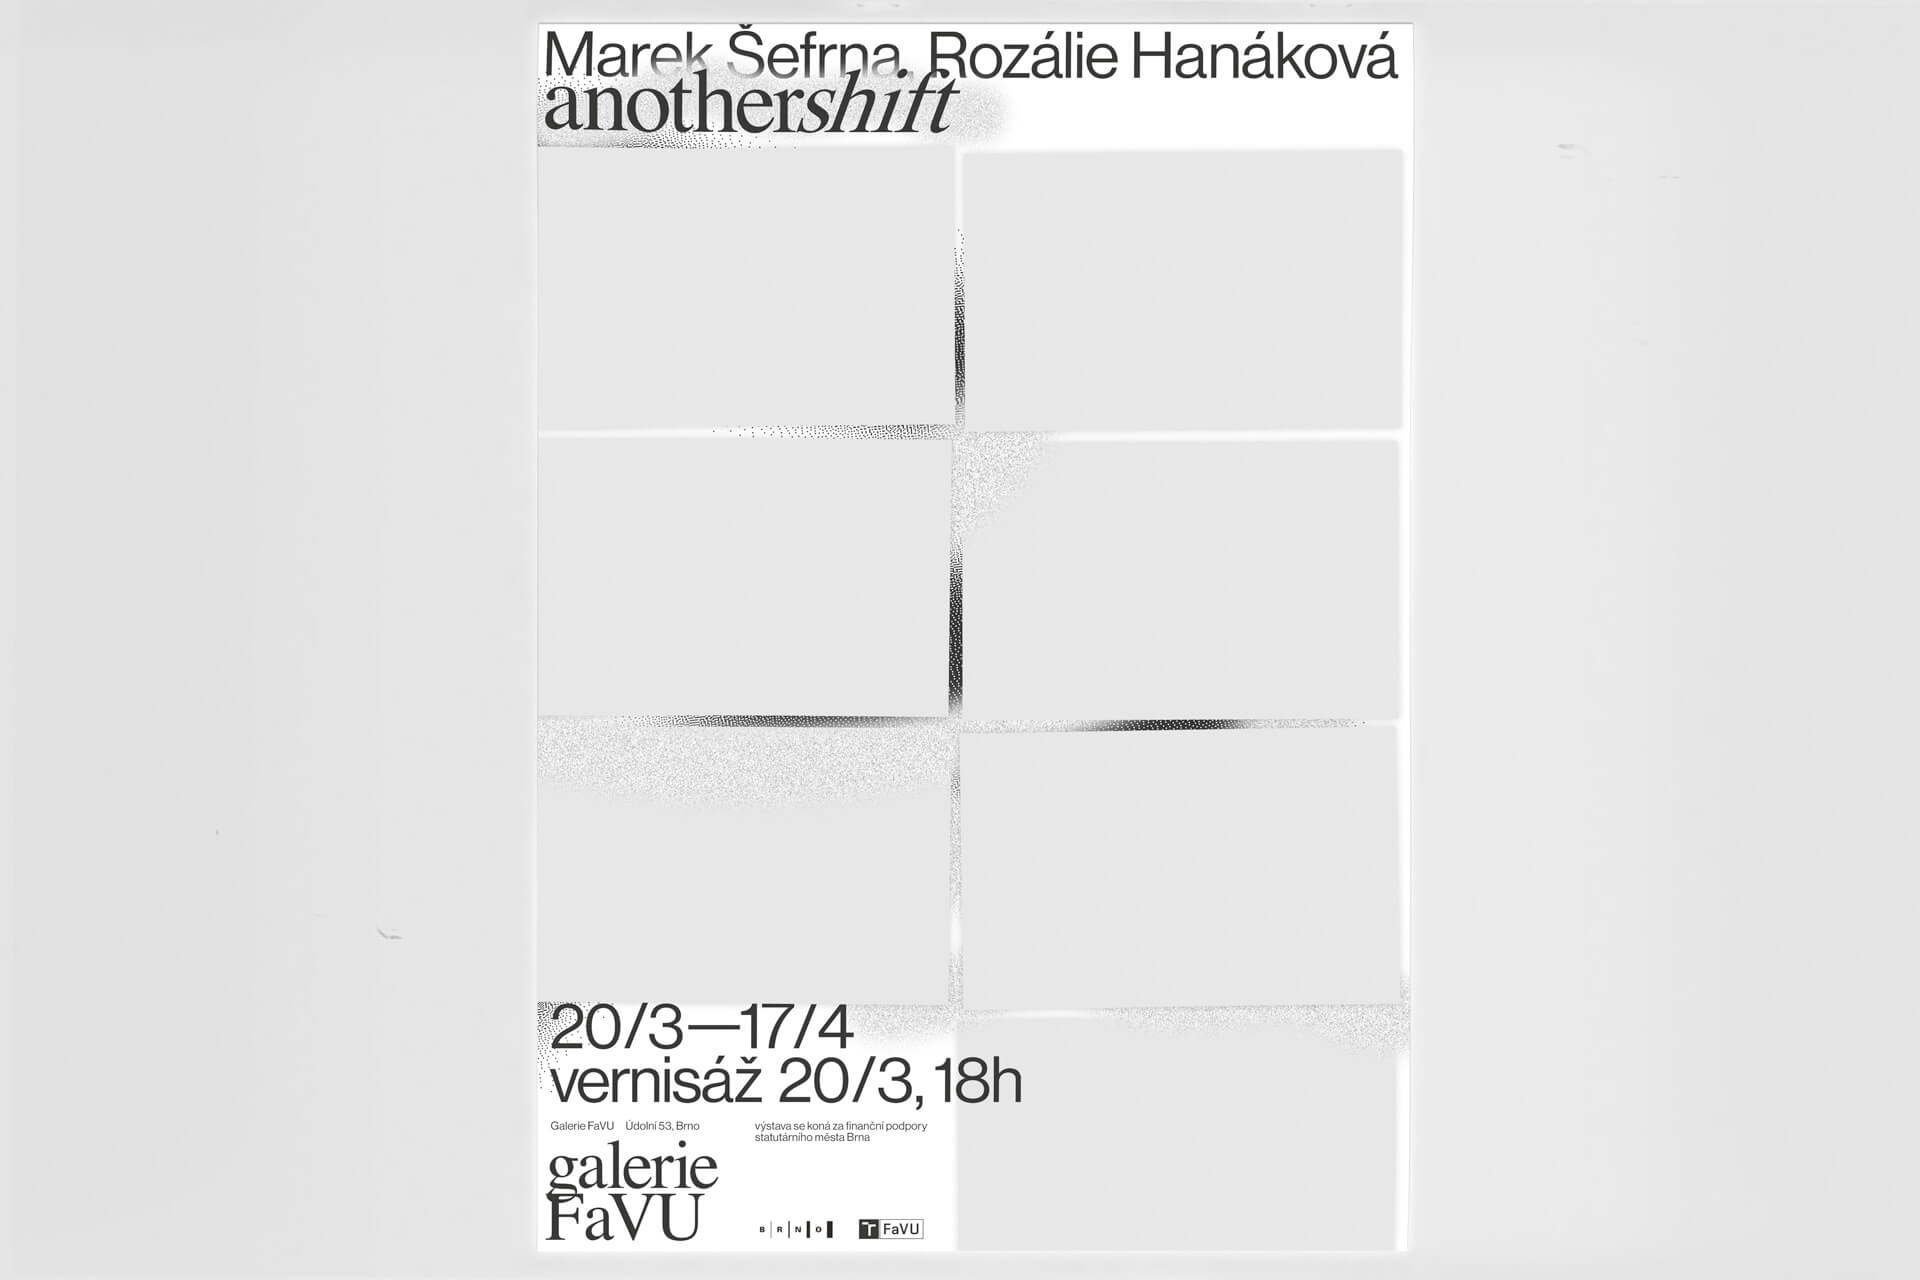 Marek Šefrna, Rozálie Hanáková
anothershift
20/3—17/4
vernisáž 20/3, 18h
Galerie FaVU Údolní 53, Brno
výstava se koná za finanční podpory
statutárního města Brna
galerie
FaVU
B R N O
FaVU